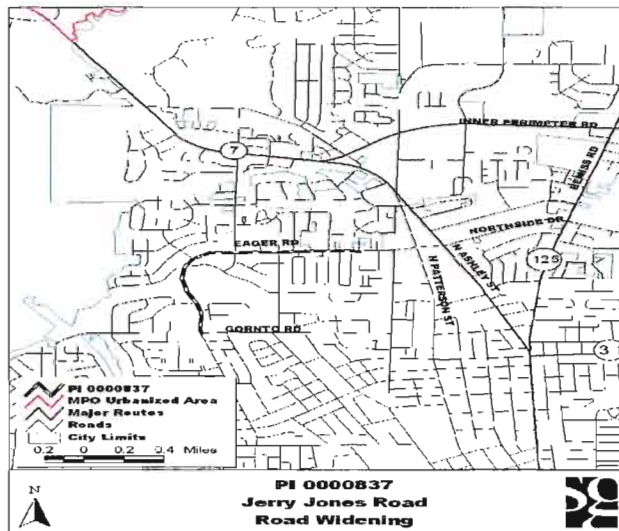 INNER PERIMETER RD
7
BEMISS RD
NORTHSIDE DR
EAGER RD
N ASHLEY ST
125
N PATTERSON ST
GORNTO RD
3
PI 0000837
MPO Urbanized Area
Major Routes
Roads
City Limits
0.2 0 0.2 0.4 Miles
N
PI 0000837
Jerry Jones Road
Road Widening